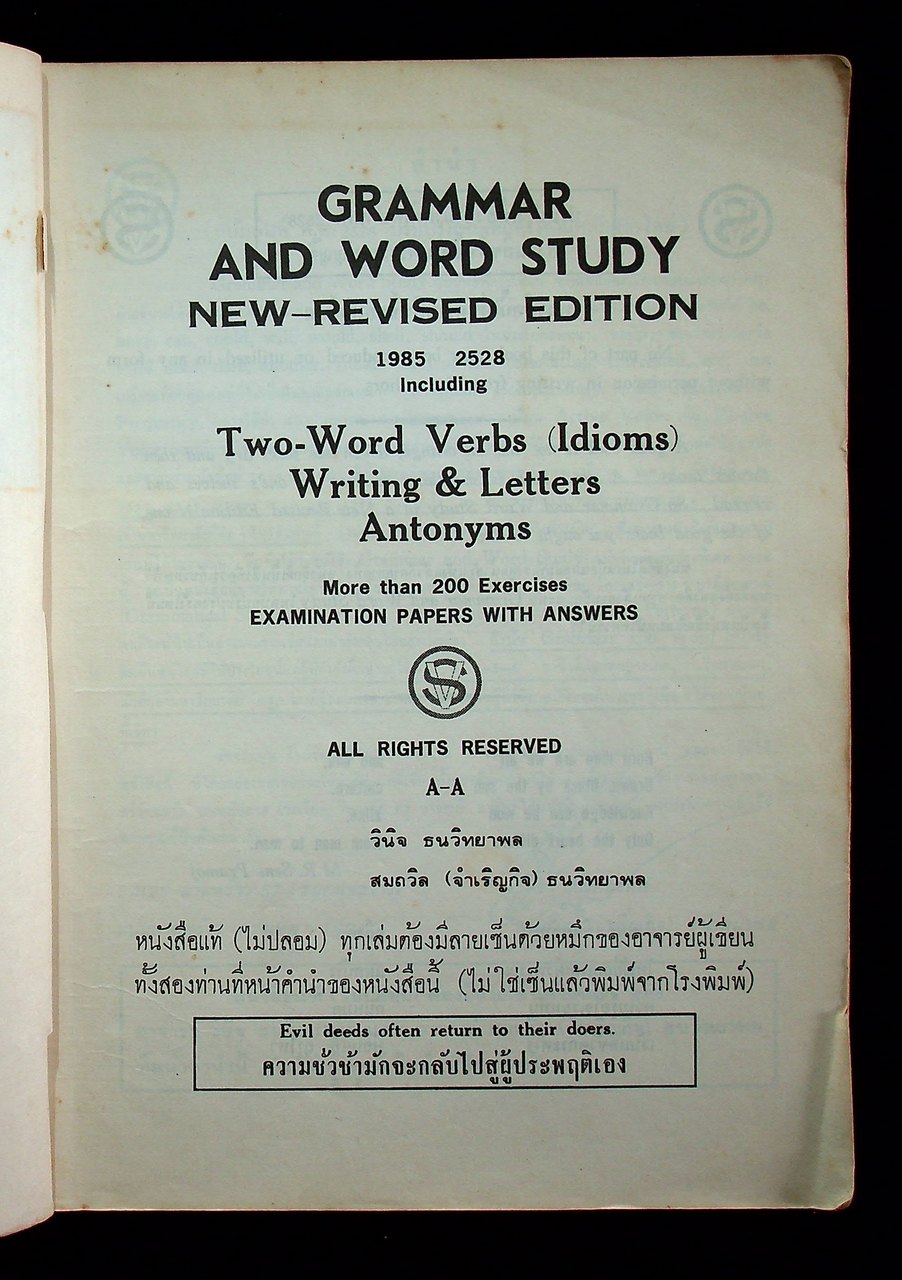 GRAMMAR
AND WORD STUDY
NEW-REVISED EDITION
1985 2528
Including
Two-Word Verbs (Idioms)
Writing & Letters
Antonyms
More than 200 Exercises
EXAMINATION PAPERS WITH ANSWERS
SV
ALL RIGHTS RESERVED
A-A
วินิจ ธนวิทยาพล
สมถวิล (จำเริญกิจ) ธนวิทยาพล
หนังสือแท้ (ไม่ปลอม) ทุกเล่มต้องมีลายเซ็นด้วยหมึกของอาจารย์ผู้เขียน
ทั้งสองท่านที่หน้าคำนำของหนังสือนี้ (ไม่ใช่เซ็นแล้วพิมพ์จากโรงพิมพ์)
Evil deeds often return to their doers.
ความชั่วช้ามักจะกลับไปสู่ผู้ประพฤติเอง